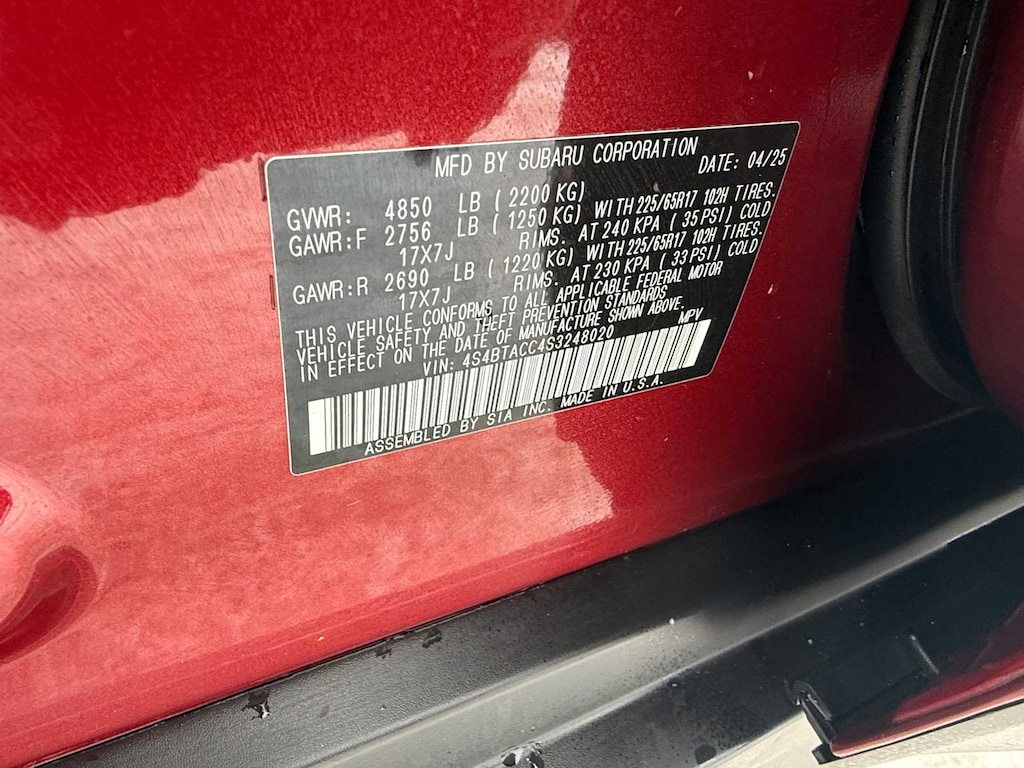 MFD BY SUBARU CORPORATION DATE: 04/25
GVWR: 4850 LB (2200 KG)
GAWR:F 2756 LB (1250 KG) WITH 225/65R17 102H TIRES.
17X7J RIMS. AT 240 KPA (35 PSI) COLD
GAWR:R 2690 LB (1220 KG) WITH 225/65R17 102H TIRES.
17X7J RIMS. AT 230 KPA (33 PSI) COLD
THIS VEHICLE CONFORMS TO ALL APPLICABLE FEDERAL MOTOR
VEHICLE SAFETY AND THEFT PREVENTION STANDARDS
IN EFFECT ON THE DATE OF MANUFACTURE SHOWN ABOVE.
VIN: 4S4BTACC4S3248020 MPV
ASSEMBLED BY SIA INC. MADE IN U.S.A.